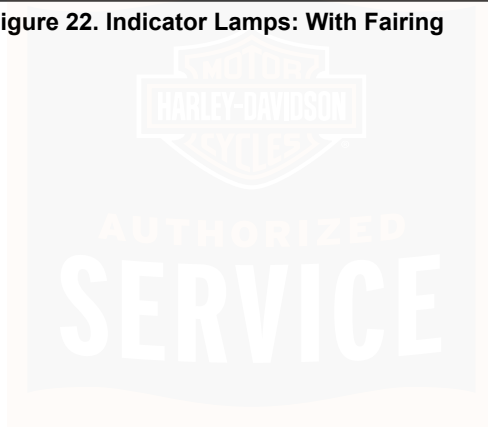 igure 22. Indicator Lamps: With Fairing
MOTOR
HARLEY-DAVIDSON
CYCLES
AUTHORIZED
SERVICE